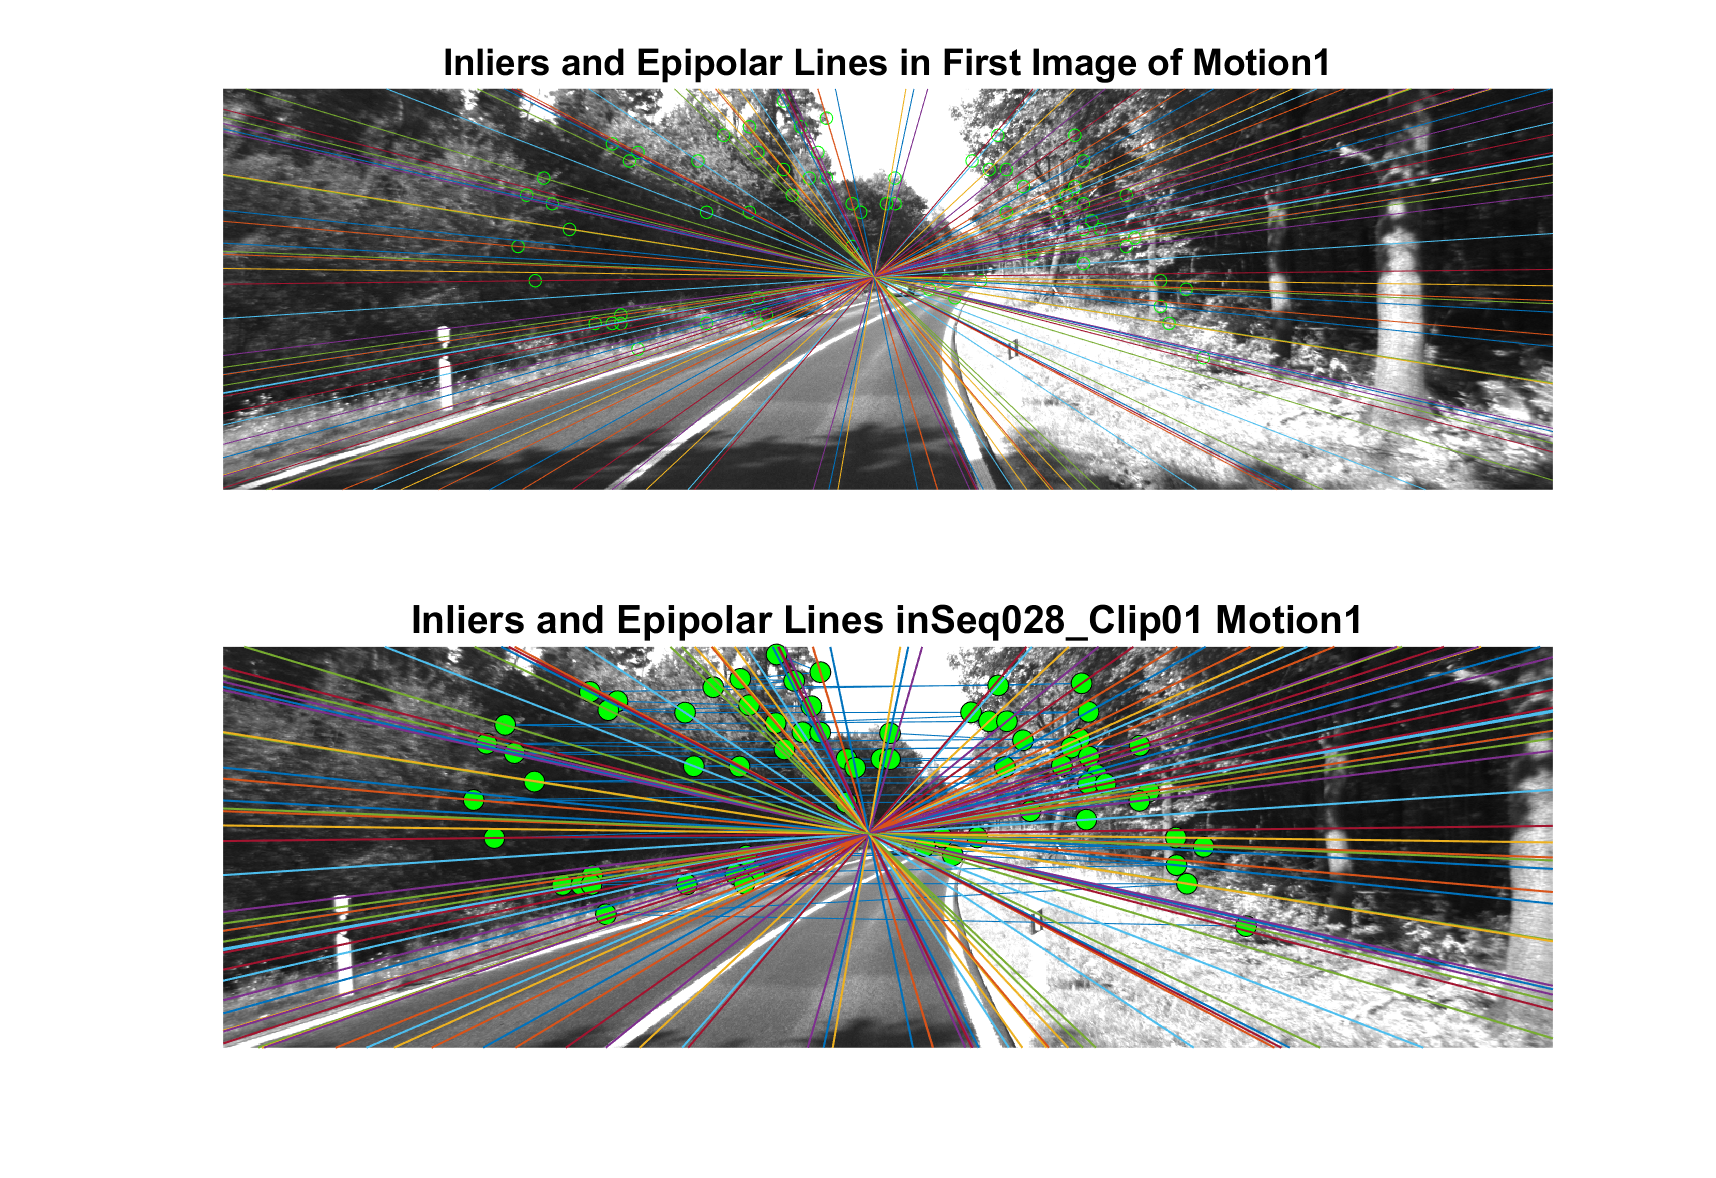 Inliers and Epipolar Lines in First Image of Motion1
Inliers and Epipolar Lines inSeq028_Clip01 Motion1